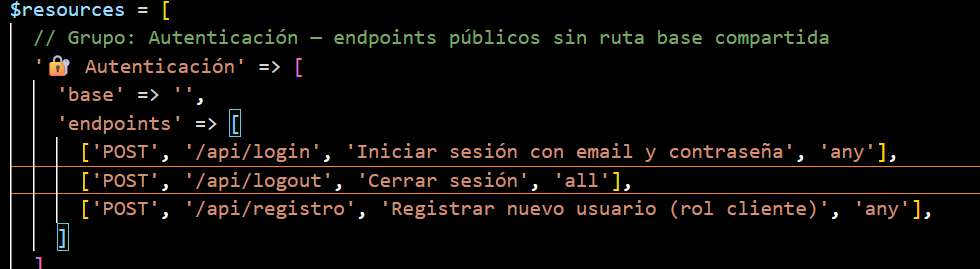 $resources = [
// Grupo: Autenticación — endpoints públicos sin ruta base compartida
'🔐 Autenticación' => [
'base' => '',
'endpoints' => [
['POST', '/api/login', 'Iniciar sesión con email y contraseña', 'any'],
['POST', '/api/logout', 'Cerrar sesión', 'all'],
['POST', '/api/registro', 'Registrar nuevo usuario (rol cliente)', 'any'],
]
]